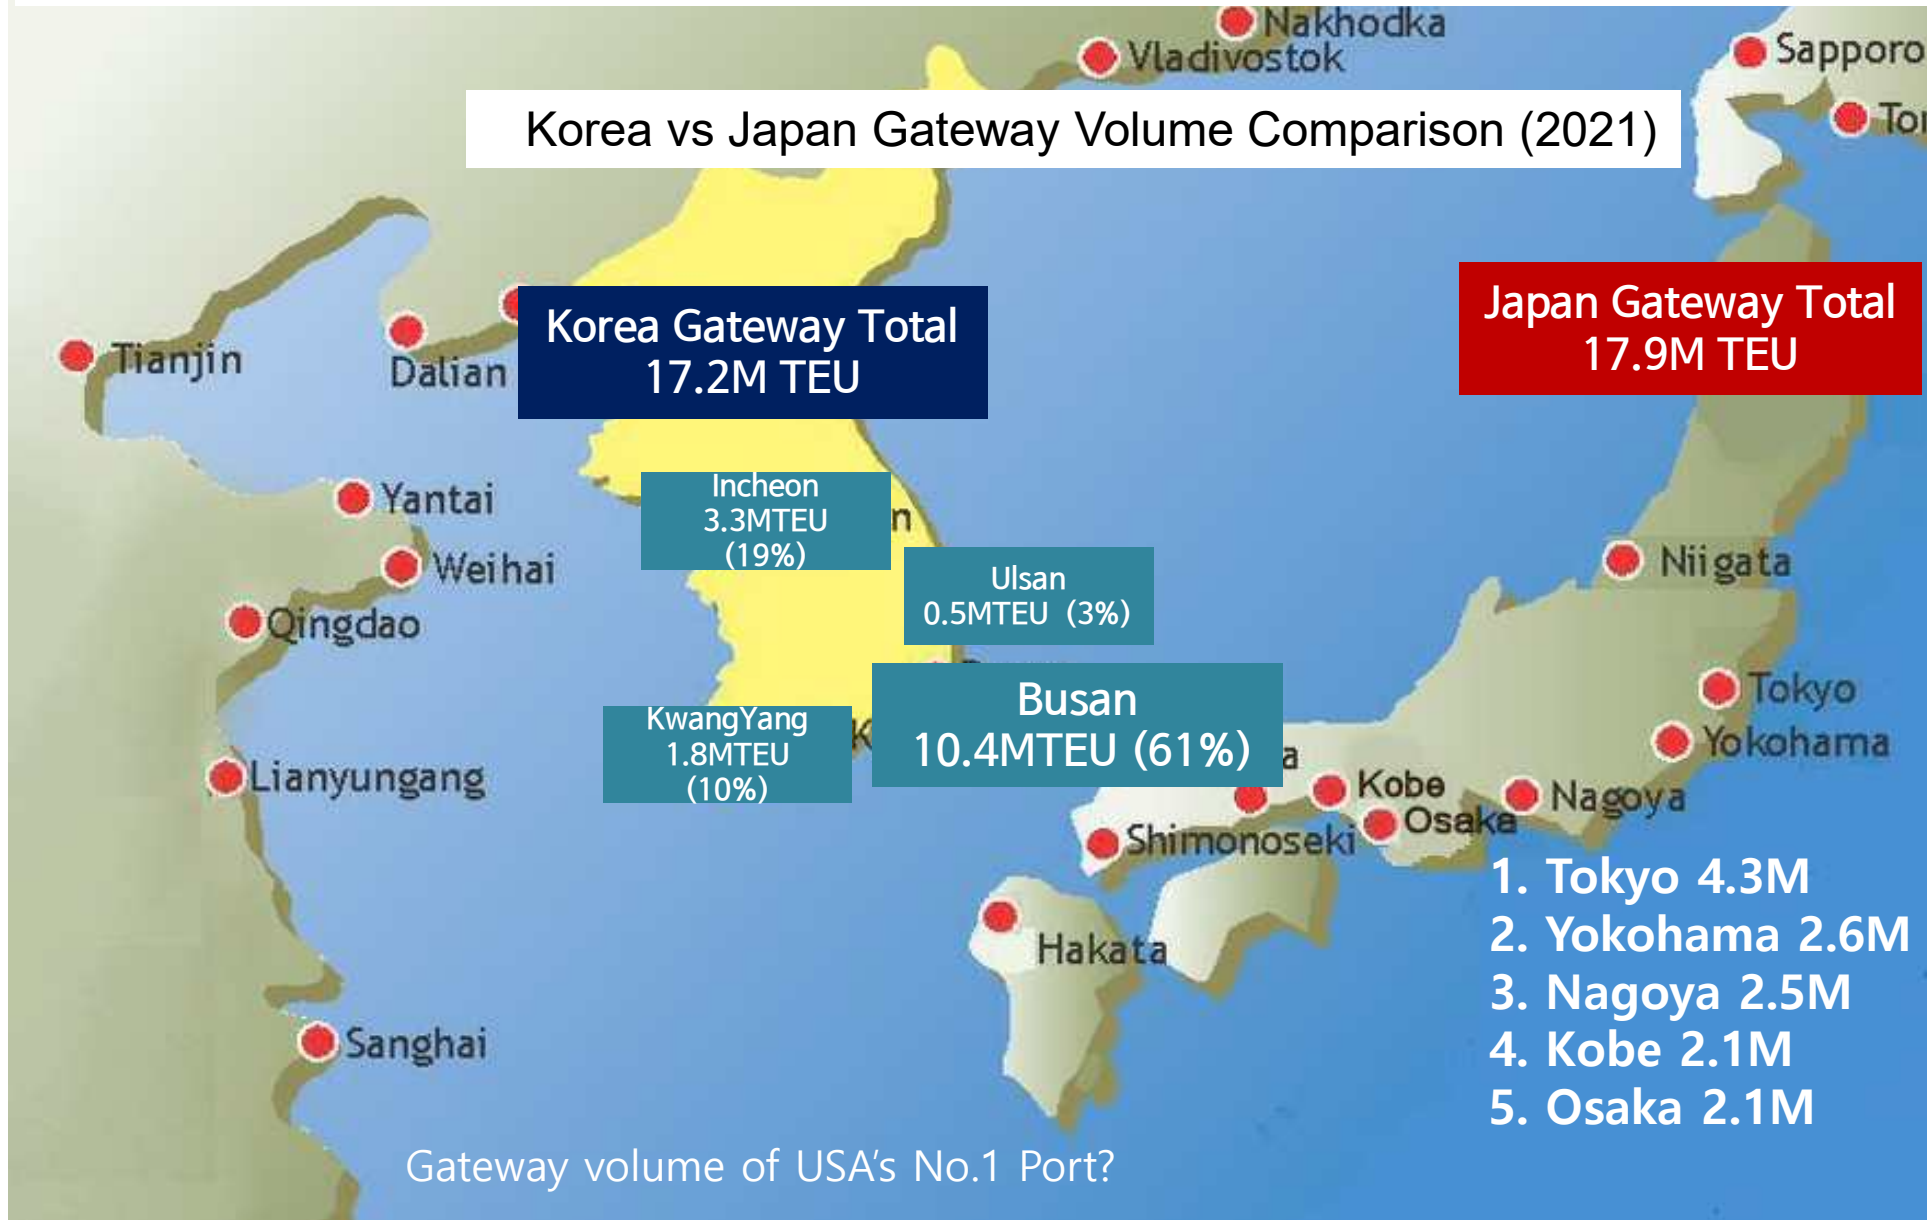 Nakhodka
Vladivostok
Sapporo
Korea vs Japan Gateway Volume Comparison (2021)
Korea Gateway Total
17.2M TEU
Japan Gateway Total
17.9M TEU
Tianjin
Dalian
Incheon
3.3MTEU
(19%)
Yantai
Weihai
Ulsan
0.5MTEU (3%)
Niigata
Qingdao
Busan
10.4MTEU (61%)
Tokyo
KwangYang
1.8MTEU
(10%)
Yokohama
Lianyungang
Kobe
Nagoya
Osaka
Shimonoseki
Hakata
1. Tokyo 4.3M
2. Yokohama 2.6M
3. Nagoya 2.5M
4. Kobe 2.1M
5. Osaka 2.1M
Sanghai
Gateway volume of USA's No.1 Port?